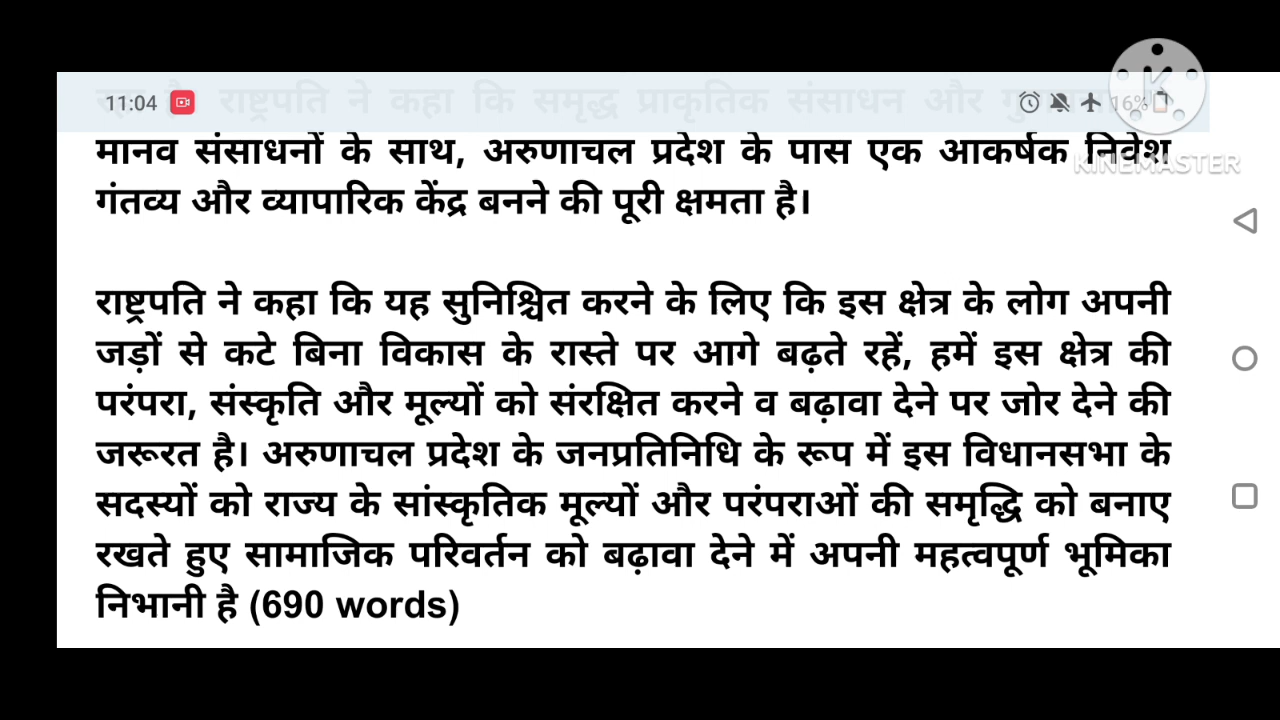 11:04
16%
KINEMASTER
राष्ट्रपति ने कहा कि समृद्ध प्राकृतिक संसाधन और
मानव संसाधनों के साथ, अरुणाचल प्रदेश के पास एक आकर्षक निवेश
गंतव्य और व्यापारिक केंद्र बनने की पूरी क्षमता है।
राष्ट्रपति ने कहा कि यह सुनिश्चित करने के लिए कि इस क्षेत्र के लोग अपनी
जड़ों से कटे बिना विकास के रास्ते पर आगे बढ़ते रहें, हमें इस क्षेत्र की
परंपरा, संस्कृति और मूल्यों को संरक्षित करने व बढ़ावा देने पर जोर देने की
जरूरत है। अरुणाचल प्रदेश के जनप्रतिनिधि के रूप में इस विधानसभा के
सदस्यों को राज्य के सांस्कृतिक मूल्यों और परंपराओं की समृद्धि को बनाए
रखते हुए सामाजिक परिवर्तन को बढ़ावा देने में अपनी महत्वपूर्ण भूमिका
निभानी है (690 words)